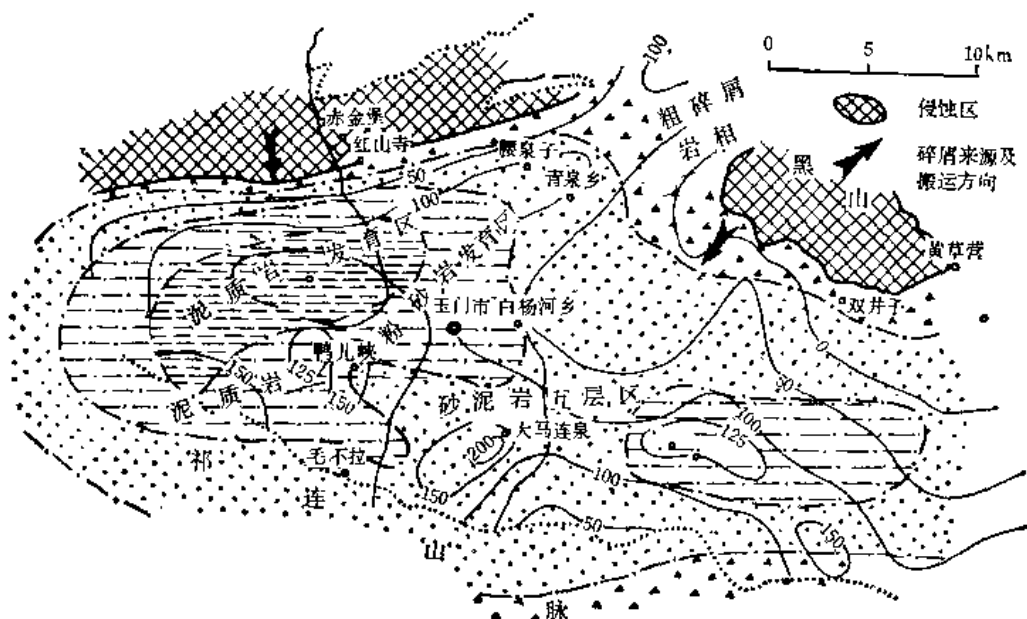 0 5 10km
侵蚀区
碎屑来源及
搬运方向
100
粗碎屑
岩相
黑
山
赤金堡
红山寺
腰泉子
青泉乡
50
100
黄草营
双井子
泥质岩发育区
粉砂岩发育区
玉门市
白杨河乡
鸭儿峡
150
125
150
泥质岩
砂泥岩互层区
大马连泉
200
150
毛不拉
100
50
0
50
100
125
150
祁
连
山
脉